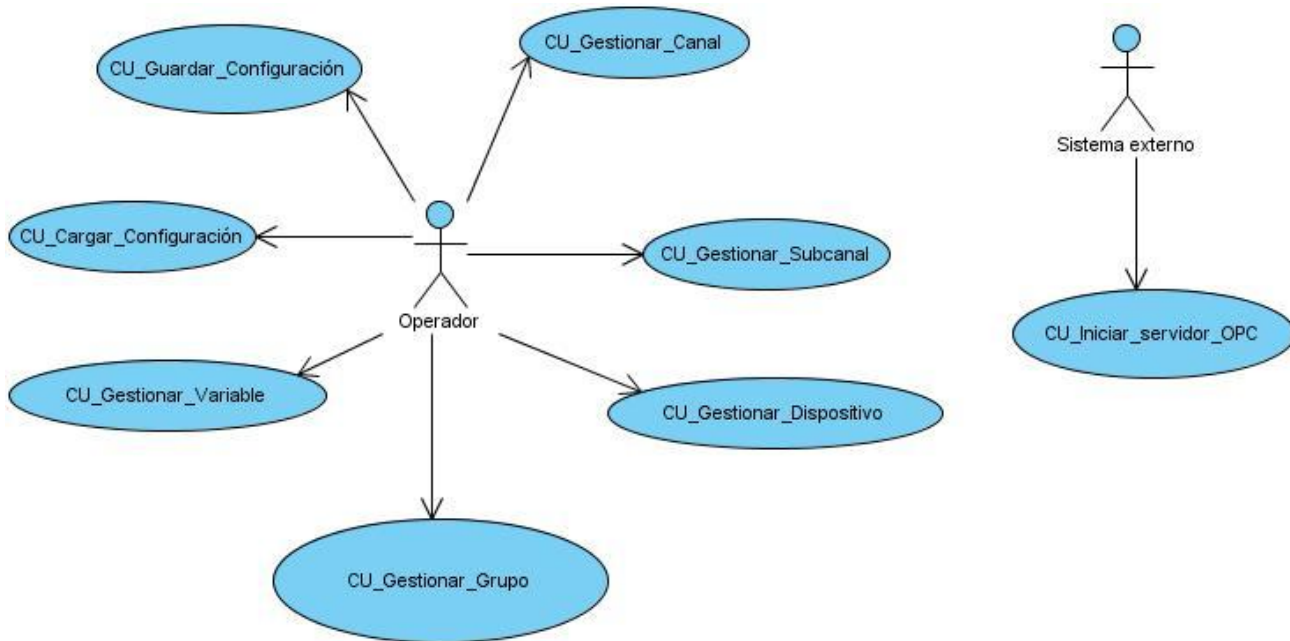 CU_Gestionar_Canal
CU_Guardar_Configuración
Sistema externo
CU_Cargar_Configuración
CU_Gestionar_Subcanal
Operador
CU_Iniciar_servidor_OPC
CU_Gestionar_Variable
CU_Gestionar_Dispositivo
CU_Gestionar_Grupo